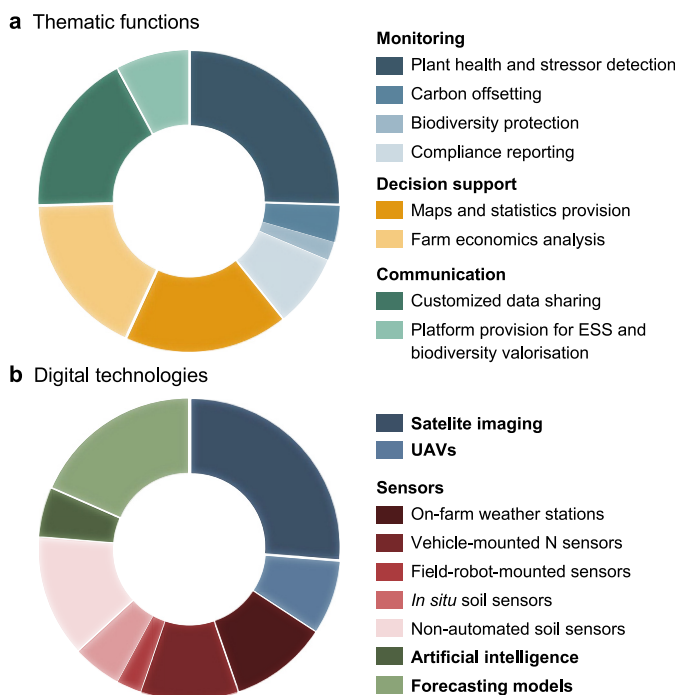 a Thematic functions
Monitoring
Plant health and stressor detection
Carbon offsetting
Biodiversity protection
Compliance reporting
Decision support
Maps and statistics provision
Farm economics analysis
Communication
Customized data sharing
Platform provision for ESS and
biodiversity valorisation
b Digital technologies
Satelite imaging
UAVs
Sensors
On-farm weather stations
Vehicle-mounted N sensors
Field-robot-mounted sensors
In situ soil sensors
Non-automated soil sensors
Artificial intelligence
Forecasting models